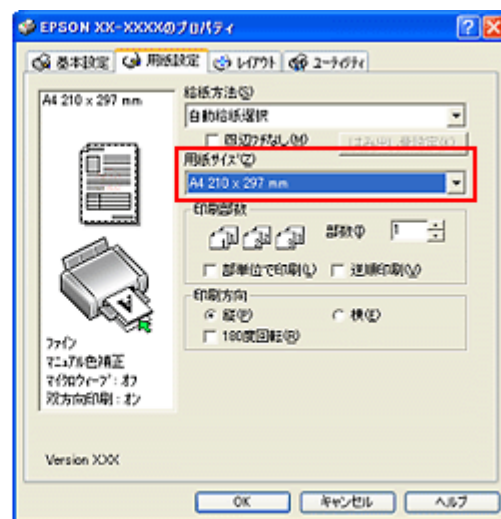 EPSON XX-XXXXのプロパティ
基本設定 用紙設定 レイアウト ユーティリティ
A4 210 x 297 mm
ファイン
マニュアル色補正
マイクロウィーブ：オフ
双方向印刷：オン
Version XXX
給紙方法(S)
自動給紙選択
四辺フチなし(M)
はみ出し量設定(X)
用紙サイズ(Z)
A4 210 x 297 mm
印刷部数
部数(I) 1
部単位で印刷(L) 逆順印刷(V)
印刷方向
縦(P) 横(E)
180度回転(R)
OK キャンセル ヘルプ